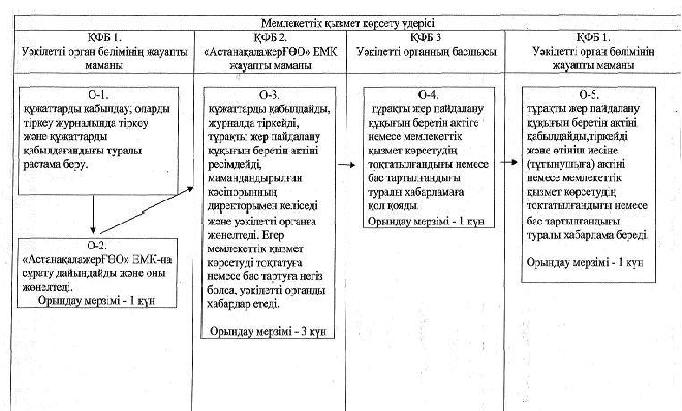 Мемлекеттік қызмет көрсету үдерісі
ҚФБ 1.
Уәкілетті орган бөлімінің жауапты
маманы
О-1.
құжаттарды қабылдау, оларды
тіркеу журналында тіркеу
және құжаттарды
қабылдағандығы туралы
растама беру.
О-2.
«АстанақалажерҒӨО» ЕМК-на
сұрату дайындайды және оны
жөнелтеді.
Орындау мерзімі - 1 күн
ҚФБ 2.
«АстанақалажерҒӨО» ЕМК
жауапты маманы
О-3.
құжаттарды қабылдайды,
журналда тіркейді,
тұрақты жер пайдалану
құқығын беретін актіні
ресімдейді,
мамандандырылған
кәсіпорынның
директорымен келіседі
және уәкілетті органға
жөнелтеді. Егер
мемлекеттік қызмет
көрсетуді тоқтатуға
немесе бас тартуға негіз
болса, уәкілетті органды
хабардар етеді.
Орындау мерзімі - 3 күн
ҚФБ 3
Уәкілетті органның басшысы
О-4.
тұрақты жер пайдалану
құқығын беретін актіге
немесе мемлекеттік
қызмет көрсетудің
тоқтатылғандығы немесе
бас тартылғандығы
туралы хабарламаға
қол қояды.
Орындау мерзімі - 1 күн
ҚФБ 1.
Уәкілетті орган бөлімінің
жауапты маманы
О-5.
тұрақты жер пайдалану
құқығын беретін актіні
қабылдайды,тіркейді
және өтініш иесіне
(тұтынушыға) актіні
немесе мемлекеттік
қызмет көрсетудің
тоқтатылғандығы немесе
бас тартылғандығы
туралы хабарлама береді.
Орындау мерзімі - 1 күн